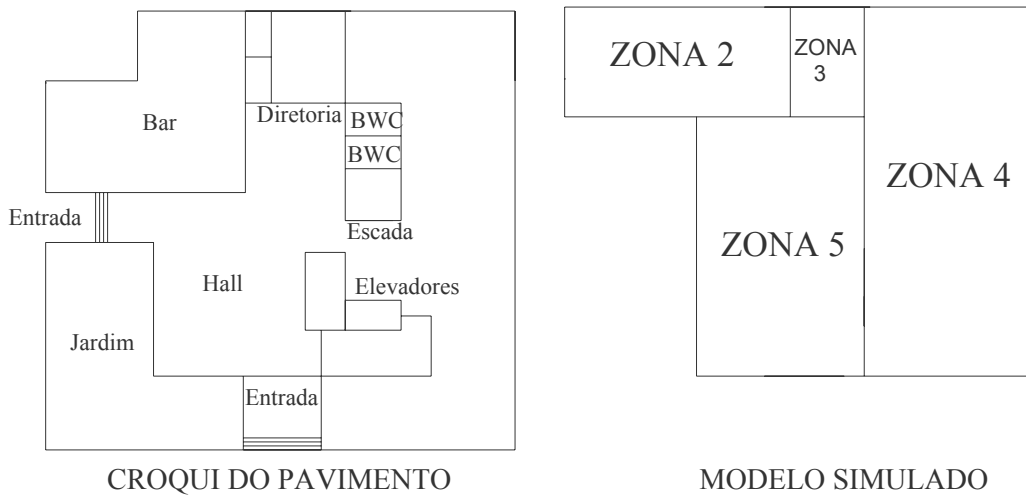 Bar
Diretoria
BWC
BWC
Entrada
Escada
Hall
Elevadores
Jardim
Entrada
CROQUI DO PAVIMENTO
ZONA 2
ZONA
3
ZONA 4
ZONA 5
MODELO SIMULADO